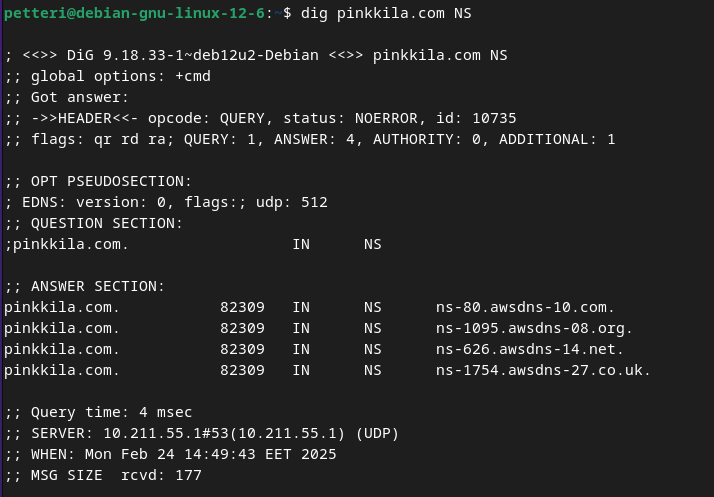 petteri@debian-gnu-linux-12-6:~$ dig pinkkila.com NS
; <<>> DiG 9.18.33-1~deb12u2-Debian <<>> pinkkila.com NS
;; global options: +cmd
;; Got answer:
;; ->>HEADER<<- opcode: QUERY, status: NOERROR, id: 10735
;; flags: qr rd ra; QUERY: 1, ANSWER: 4, AUTHORITY: 0, ADDITIONAL: 1
;; OPT PSEUDOSECTION:
; EDNS: version: 0, flags:; udp: 512
;; QUESTION SECTION:
;pinkkila.com. IN NS
;; ANSWER SECTION:
pinkkila.com. 82309 IN NS ns-80.awsdns-10.com.
pinkkila.com. 82309 IN NS ns-1095.awsdns-08.org.
pinkkila.com. 82309 IN NS ns-626.awsdns-14.net.
pinkkila.com. 82309 IN NS ns-1754.awsdns-27.co.uk.
;; Query time: 4 msec
;; SERVER: 10.211.55.1#53(10.211.55.1) (UDP)
;; WHEN: Mon Feb 24 14:49:43 EET 2025
;; MSG SIZE rcvd: 177